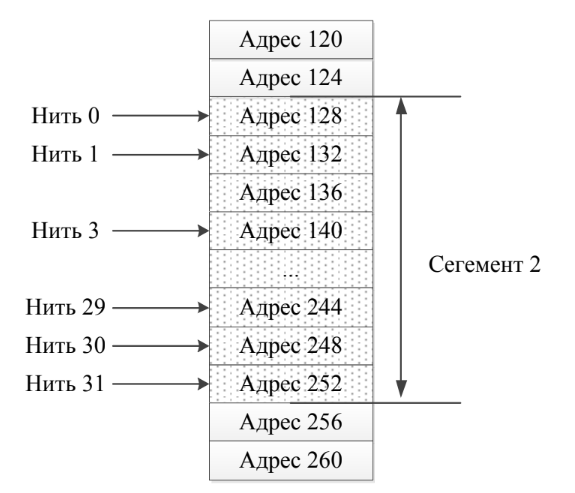 Адрес 120
Адрес 124
Нить 0 Адрес 128
Нить 1 Адрес 132
Адрес 136
Нить 3 Адрес 140
...
Сегемент 2
Нить 29 Адрес 244
Нить 30 Адрес 248
Нить 31 Адрес 252
Адрес 256
Адрес 260